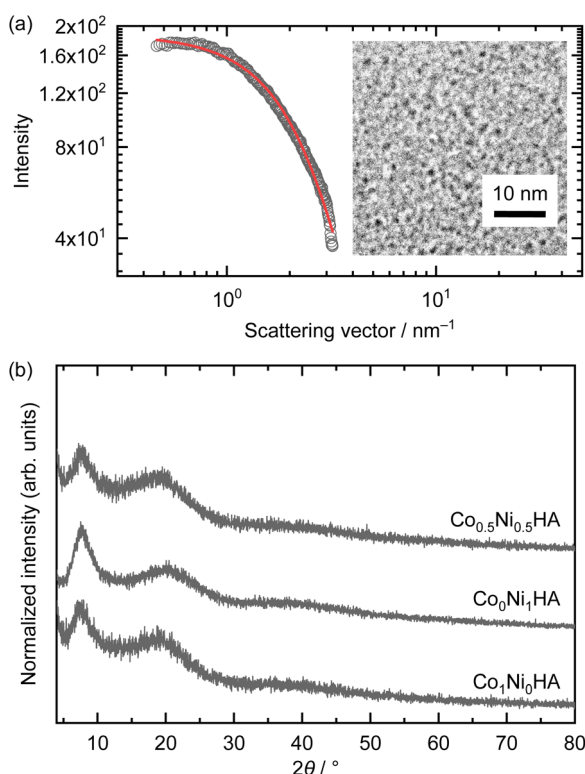 (a)
2x10²
1.6x10²
1.2x10²
8x10¹
4x10¹
Intensity
10 nm
10⁰
10¹
Scattering vector / nm⁻¹
(b)
Normalized intensity (arb. units)
Co₀.₅Ni₀.₅HA
Co₀Ni₁HA
Co₁Ni₀HA
10 20 30 40 50 60 70 80
2θ / °